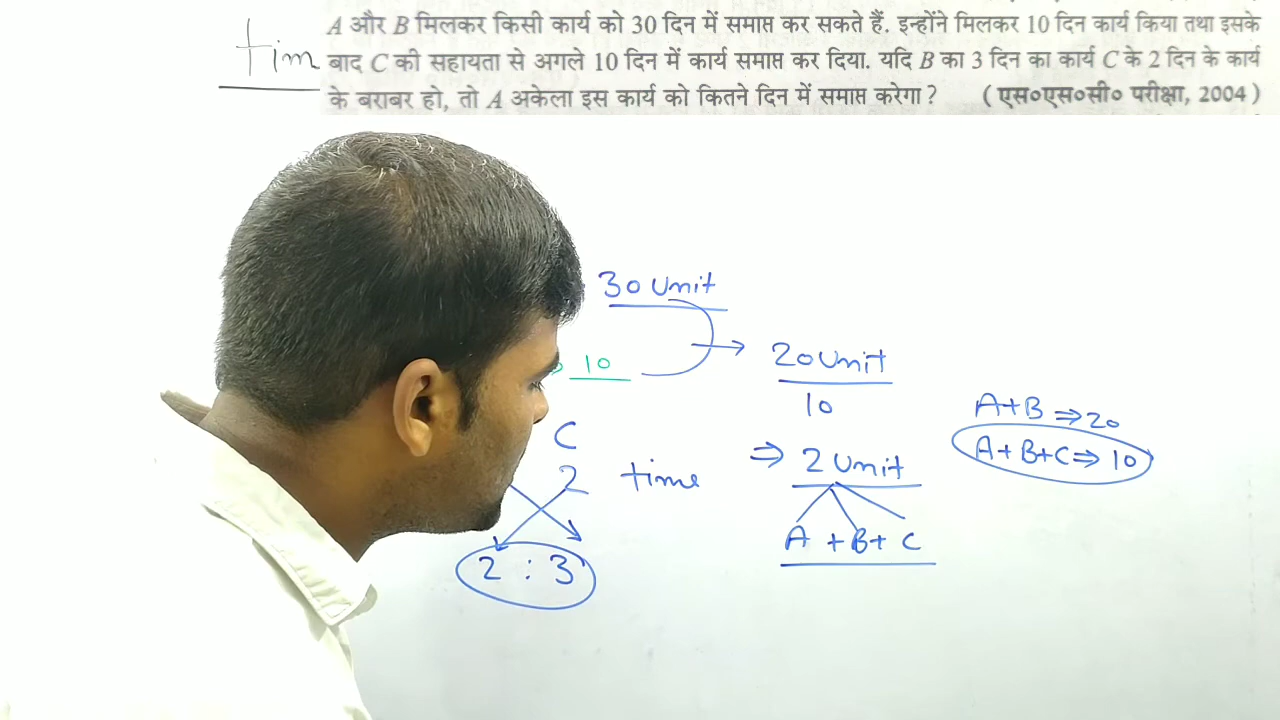 A और B मिलकर किसी कार्य को 30 दिन में समाप्त कर सकते हैं. इन्होंने मिलकर 10 दिन कार्य किया तथा इसके
बाद C की सहायता से अगले 10 दिन में कार्य समाप्त कर दिया. यदि B का 3 दिन का कार्य C के 2 दिन के कार्य
के बराबर हो, तो A अकेला इस कार्य को कितने दिन में समाप्त करेगा ? ( एस०एस०सी० परीक्षा, 2004 )
tim
30 Unit
10
20 Unit
10
A+B ⇒ 20
A+B+C ⇒ 10
C
2 time
⇒ 2 Unit
A + B + C
2 : 3